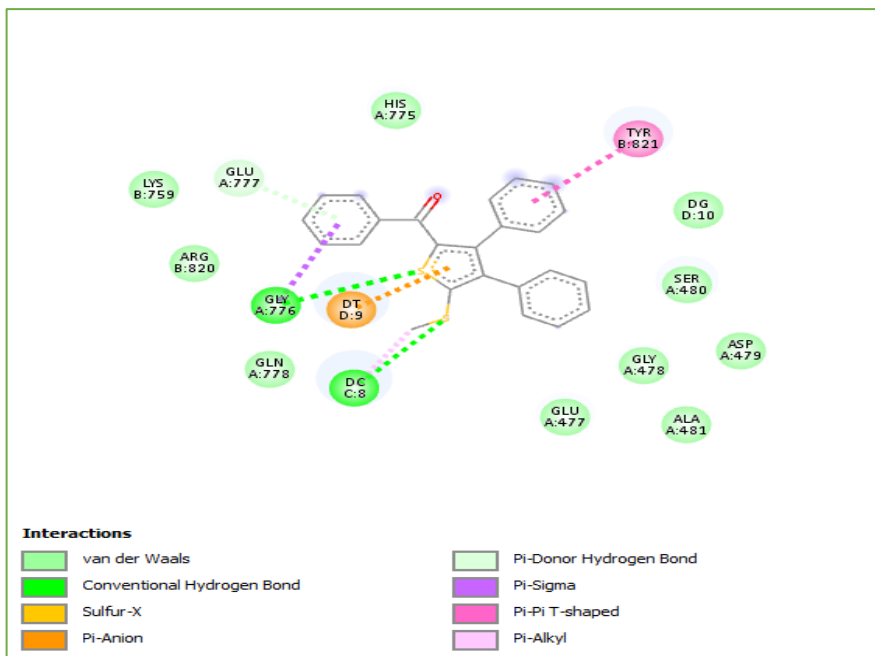 HIS
A:775
TYR
B:821
GLU
A:777
LYS
B:759
DG
D:10
ARG
B:820
SER
A:480
GLY
A:776
DT
D:9
ASP
A:479
GLY
A:478
GLN
A:778
DC
C:8
GLU
A:477
ALA
A:481
S
O
Interactions
van der Waals
Conventional Hydrogen Bond
Sulfur-X
Pi-Anion
Pi-Donor Hydrogen Bond
Pi-Sigma
Pi-Pi T-shaped
Pi-Alkyl